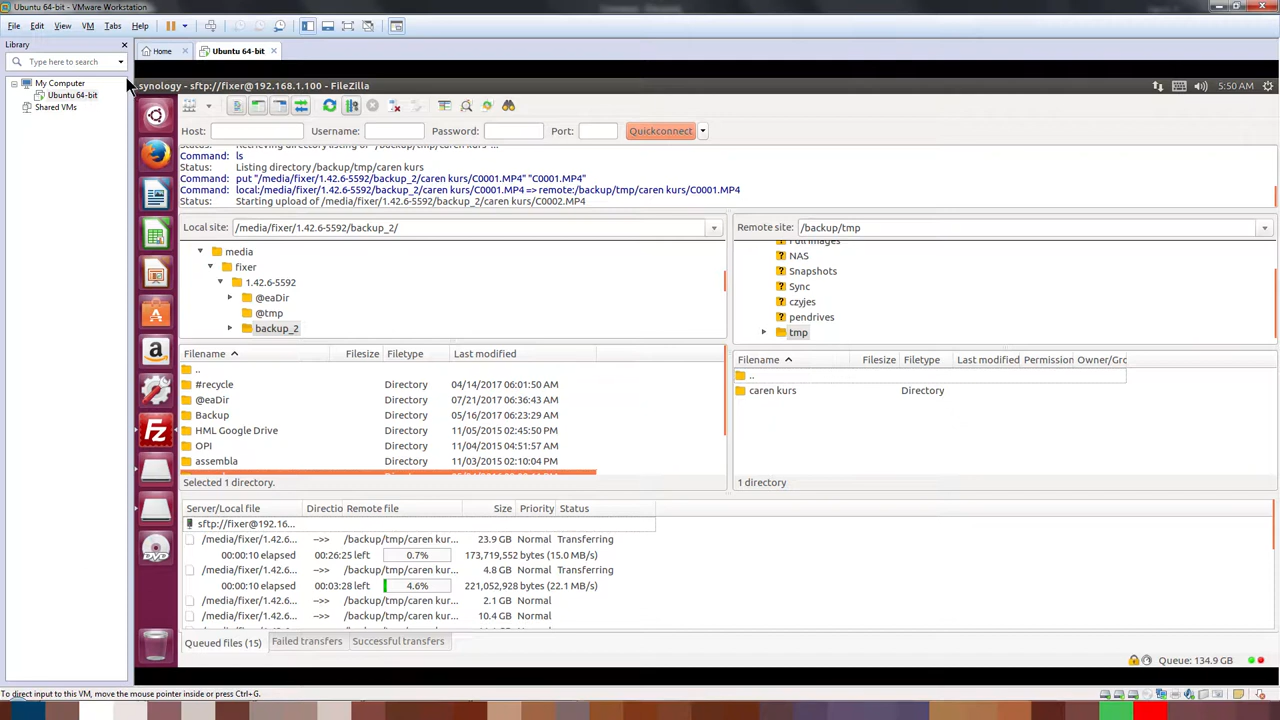 Ubuntu 64-bit - VMware Workstation
File Edit View VM Tabs Help
Library
Type here to search
My Computer
Ubuntu 64-bit
Shared VMs
Home
Ubuntu 64-bit
synology - sftp://fixer@192.168.1.100 - FileZilla
5:50 AM
Host: Username: Password: Port: Quickconnect
Status: Retrieving directory listing of "/backup/tmp/caren kurs"...
Command: ls
Status: Listing directory /backup/tmp/caren kurs
Command: put "/media/fixer/1.42.6-5592/backup_2/caren kurs/C0001.MP4" "C0001.MP4"
Command: local:/media/fixer/1.42.6-5592/backup_2/caren kurs/C0001.MP4 => remote:/backup/tmp/caren kurs/C0001.MP4
Status: Starting upload of /media/fixer/1.42.6-5592/backup_2/caren kurs/C0002.MP4
Local site: /media/fixer/1.42.6-5592/backup_2/
media
fixer
1.42.6-5592
@eaDir
@tmp
backup_2
Remote site: /backup/tmp
Full images
NAS
Snapshots
Sync
czyjes
pendrives
tmp
Filename Filesize Filetype Last modified
..
#recycle Directory 04/14/2017 06:01:50 AM
@eaDir Directory 07/21/2017 06:36:43 AM
Backup Directory 05/16/2017 06:23:29 AM
HML Google Drive Directory 11/05/2015 02:45:50 PM
OPI Directory 11/04/2015 04:51:57 AM
assembla Directory 11/03/2015 02:10:04 PM
Selected 1 directory.
Filename Filesize Filetype Last modified Permission Owner/Gro
..
caren kurs Directory
1 directory
Server/Local file Directio Remote file Size Priority Status
sftp://fixer@192.16...
/media/fixer/1.42.6... -->> /backup/tmp/caren kur... 23.9 GB Normal Transferring
00:00:10 elapsed 00:26:25 left 0.7% 173,719,552 bytes (15.0 MB/s)
/media/fixer/1.42.6... -->> /backup/tmp/caren kur... 4.8 GB Normal Transferring
00:00:10 elapsed 00:03:28 left 4.6% 221,052,928 bytes (22.1 MB/s)
/media/fixer/1.42.6... -->> /backup/tmp/caren kur... 2.1 GB Normal
/media/fixer/1.42.6... -->> /backup/tmp/caren kur... 10.4 GB Normal
Queued files (15) Failed transfers Successful transfers
Queue: 134.9 GB
To direct input to this VM, move the mouse pointer inside or press Ctrl+G.